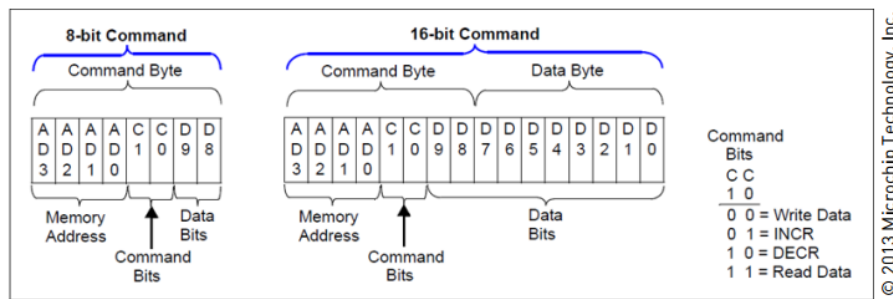 8-bit Command
16-bit Command
Command Byte
Command Byte
Data Byte
A A A A C C D D
D D D D 1 0 9 8
3 2 1 0
A A A A C C D D D D D D D D D D
D D D D 1 0 9 8 7 6 5 4 3 2 1 0
3 2 1 0
Memory
Address
Data
Bits
Command
Bits
Memory
Address
Data
Bits
Command
Bits
Command
Bits
C C
1 0
0 0 = Write Data
0 1 = INCR
1 0 = DECR
1 1 = Read Data
© 2013 Microchip Technology, Inc.